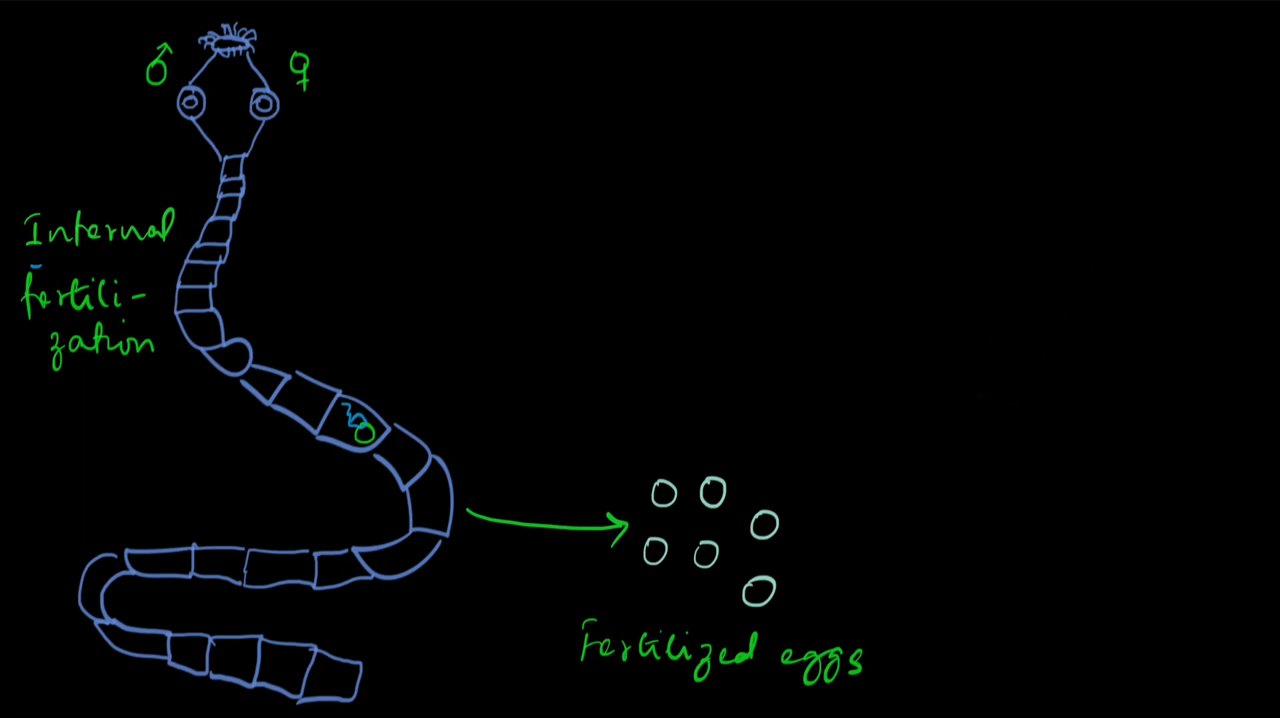 ♂ ♀
Internal
fertili-
zation
Fertilized eggs